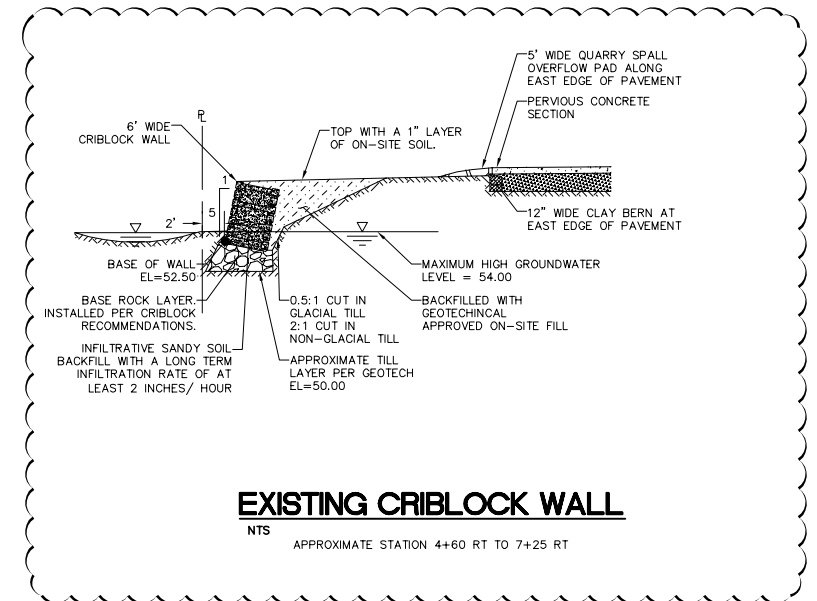 5' WIDE QUARRY SPALL
OVERFLOW PAD ALONG
EAST EDGE OF PAVEMENT
PERVIOUS CONCRETE
SECTION
PL
6' WIDE
CRIBLOCK WALL
TOP WITH A 1" LAYER
OF ON-SITE SOIL.
1
5
2'
12" WIDE CLAY BERN AT
EAST EDGE OF PAVEMENT
BASE OF WALL
EL=52.50
MAXIMUM HIGH GROUNDWATER
LEVEL = 54.00
BASE ROCK LAYER.
INSTALLED PER CRIBLOCK
RECOMMENDATIONS.
0.5:1 CUT IN
GLACIAL TILL
2:1 CUT IN
NON-GLACIAL TILL
BACKFILLED WITH
GEOTECHINCAL
APPROVED ON-SITE FILL
INFILTRATIVE SANDY SOIL
BACKFILL WITH A LONG TERM
INFILTRATION RATE OF AT
LEAST 2 INCHES/ HOUR
APPROXIMATE TILL
LAYER PER GEOTECH
EL=50.00
EXISTING CRIBLOCK WALL
NTS
APPROXIMATE STATION 4+60 RT TO 7+25 RT